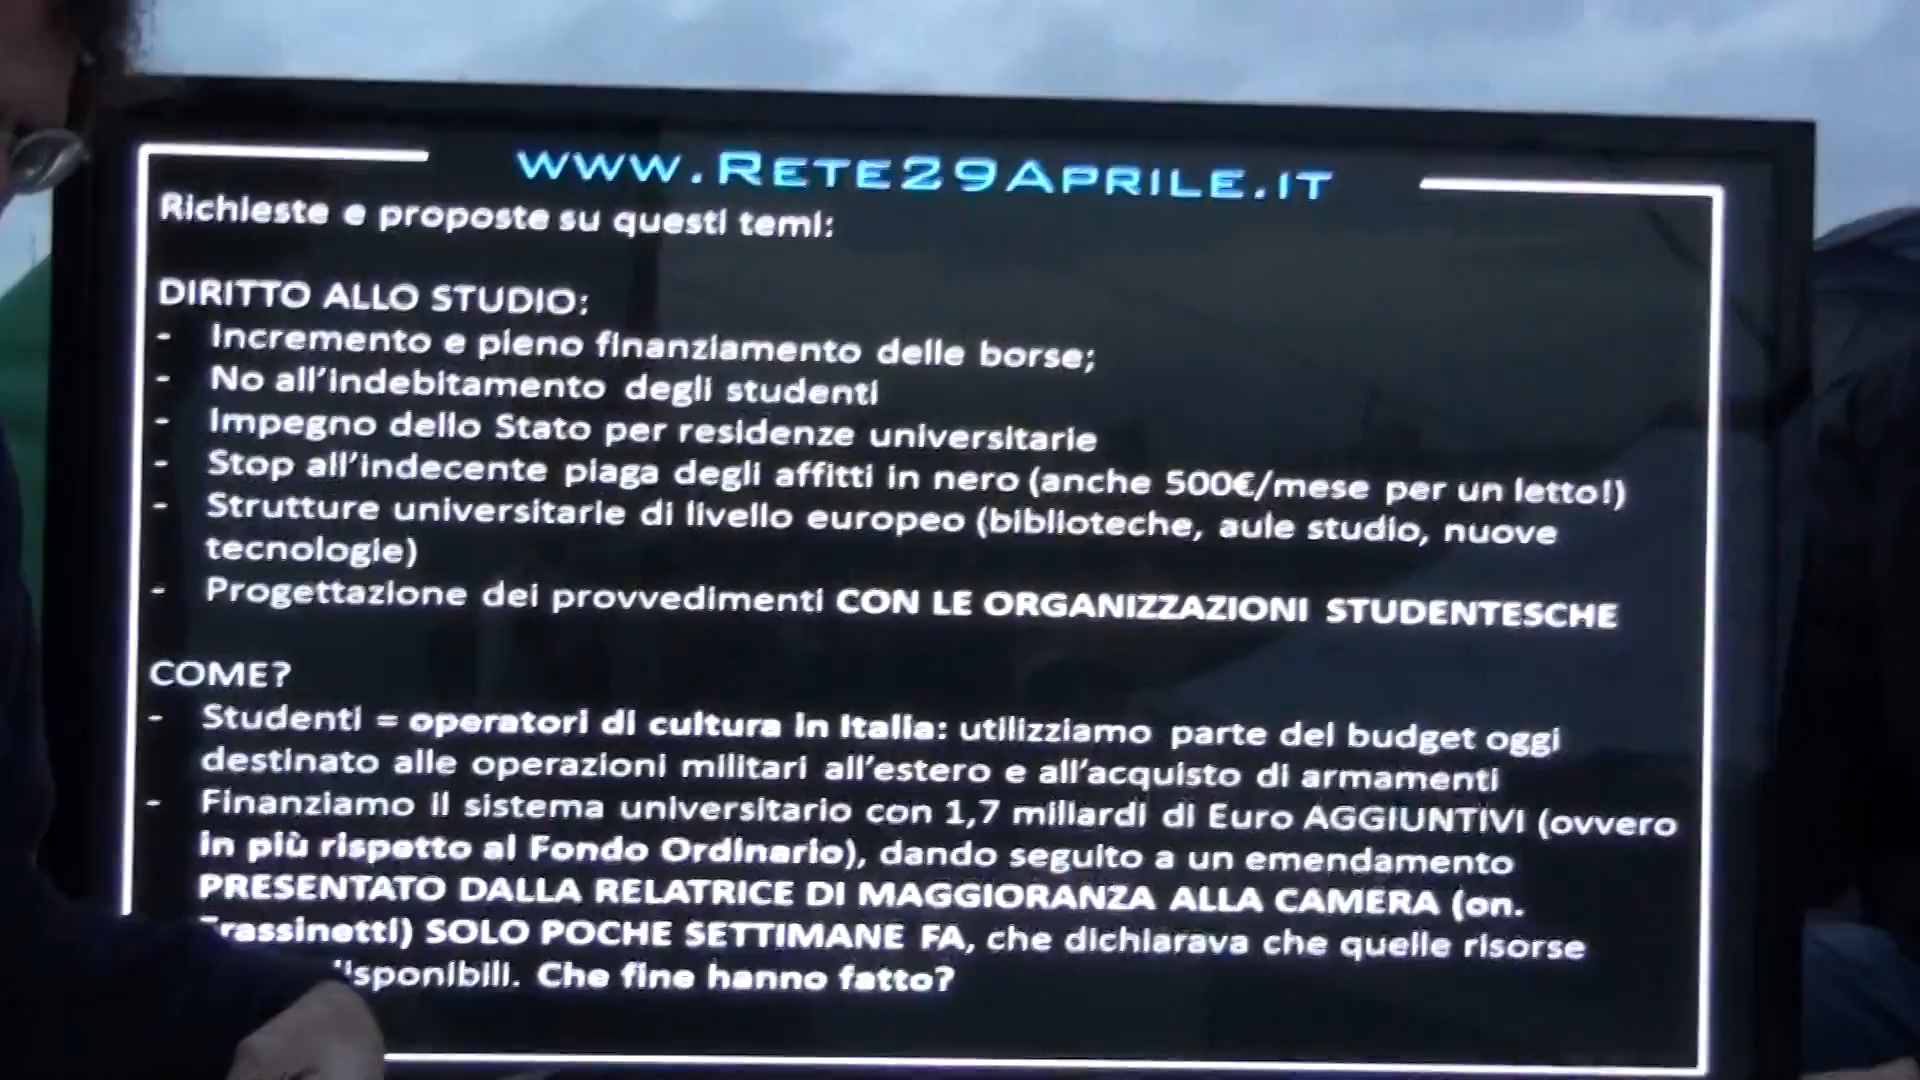 www.Rete29Aprile.it
Richieste e proposte su questi temi:
DIRITTO ALLO STUDIO:
- Incremento e pieno finanziamento delle borse;
- No all'indebitamento degli studenti
- Impegno dello Stato per residenze universitarie
- Stop all'indecente piaga degli affitti in nero (anche 500€/mese per un letto!)
- Strutture universitarie di livello europeo (biblioteche, aule studio, nuove
tecnologie)
- Progettazione dei provvedimenti CON LE ORGANIZZAZIONI STUDENTESCHE
COME?
- Studenti = operatori di cultura in Italia: utilizziamo parte del budget oggi
destinato alle operazioni militari all'estero e all'acquisto di armamenti
- Finanziamo il sistema universitario con 1,7 miliardi di Euro AGGIUNTIVI (ovvero
in più rispetto al Fondo Ordinario), dando seguito a un emendamento
PRESENTATO DALLA RELATRICE DI MAGGIORANZA ALLA CAMERA (on.
Frassinetti) SOLO POCHE SETTIMANE FA, che dichiarava che quelle risorse
disponibili. Che fine hanno fatto?